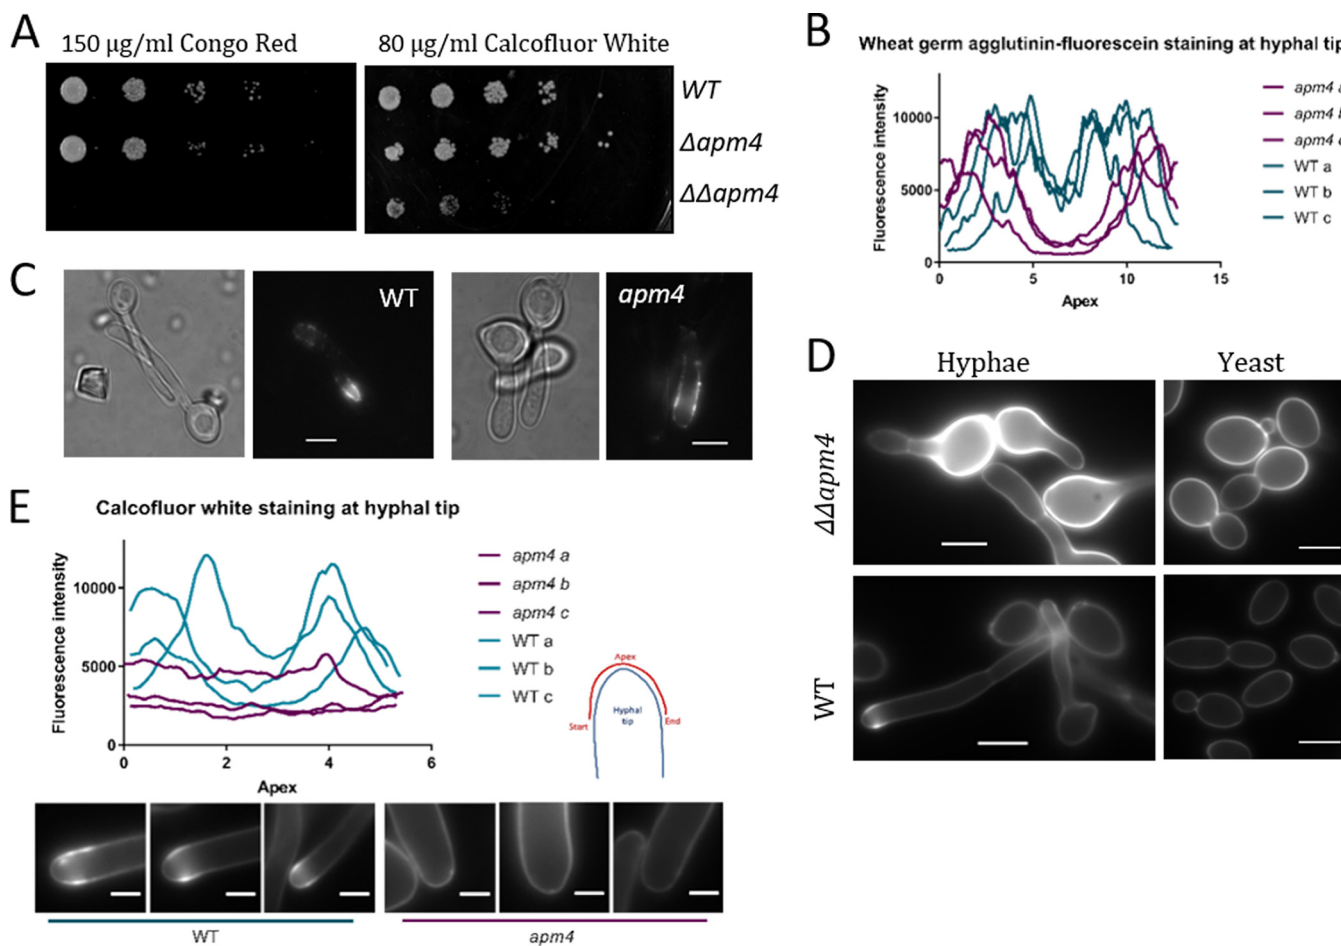 A
150 µg/ml Congo Red
80 µg/ml Calcofluor White
WT
Δapm4
ΔΔapm4
B
Wheat germ agglutinin-fluorescein staining at hyphal tip
Fluorescence intensity
10000
5000
0
0
5
10
15
Apex
apm4
apm4
apm4
WT a
WT b
WT c
C
WT
apm4
D
Hyphae
Yeast
ΔΔapm4
WT
E
Calcofluor white staining at hyphal tip
Fluorescence intensity
10000
5000
0
0
2
4
6
Apex
apm4 a
apm4 b
apm4 c
WT a
WT b
WT c
Apex
Hyphal
tip
Start
End
WT
apm4